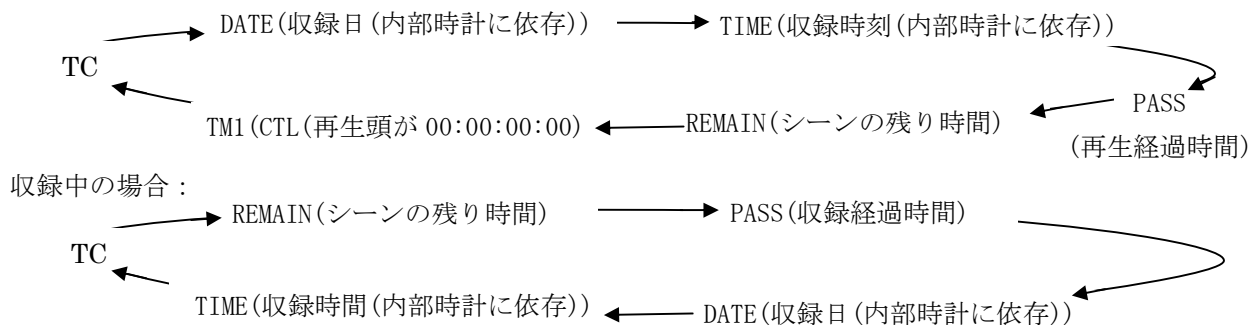 DATE(収録日(内部時計に依存))
TIME(収録時刻(内部時計に依存))
TC
PASS
(再生経過時間)
REMAIN(シーンの残り時間)
TM1(CTL(再生頭が 00:00:00:00)
収録中の場合：
REMAIN(シーンの残り時間)
PASS(収録経過時間)
TC
DATE(収録日(内部時計に依存))
TIME(収録時間(内部時計に依存))